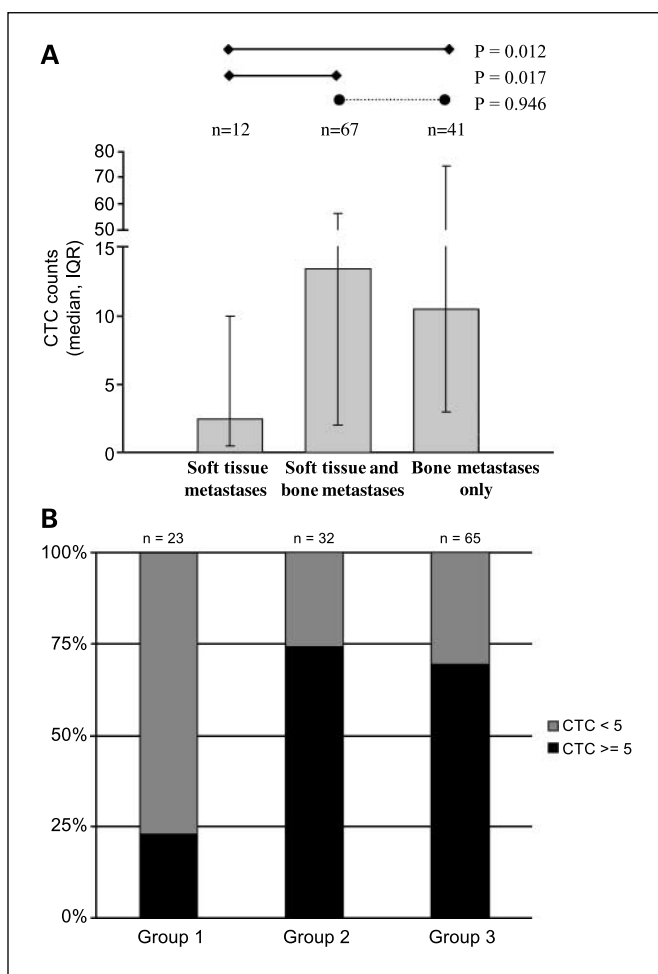 A
P = 0.012
P = 0.017
P = 0.946
n=12
n=67
n=41
80
70
60
50
15
10
5
0
CTC counts
(median, IQR)
Soft tissue
metastases
Soft tissue and
bone metastases
Bone metastases
only
B
n = 23
n = 32
n = 65
100%
75%
50%
25%
0%
CTC < 5
CTC >= 5
Group 1
Group 2
Group 3